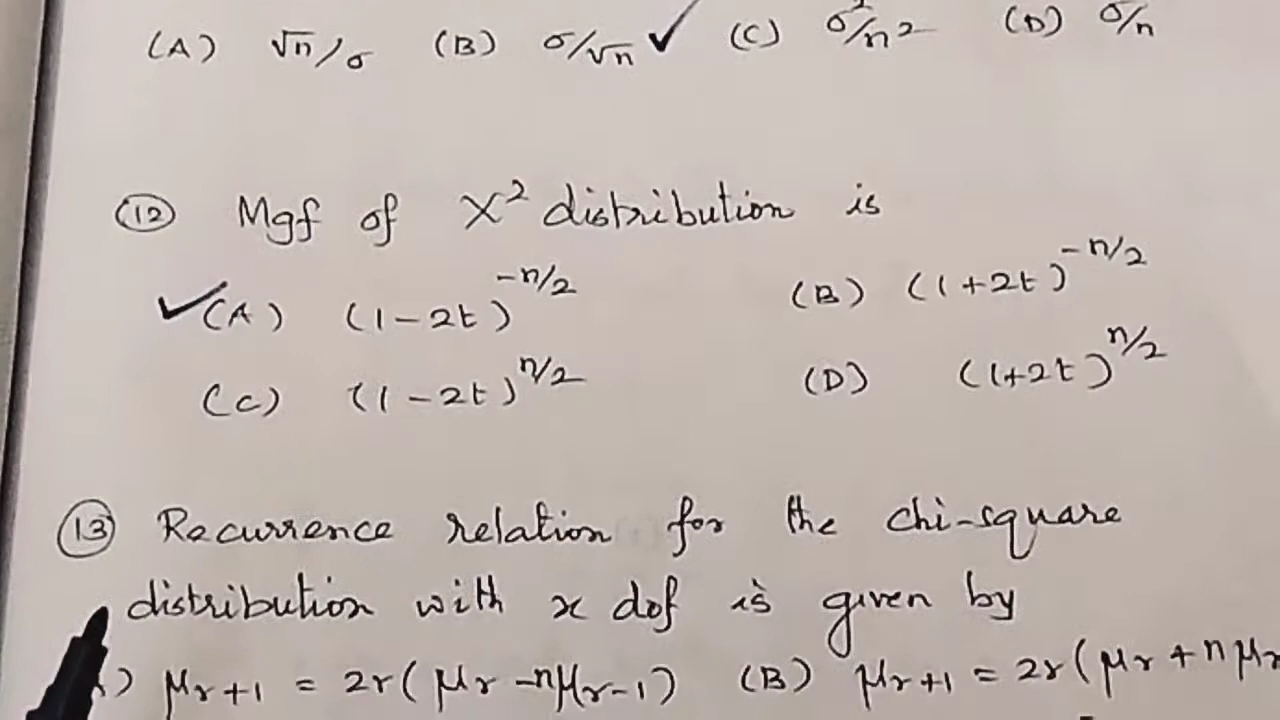 (A) √n/σ (B) σ/√n ✓ (C) σ²/n² (D) σ/n
(12) Mgf of X² distribution is
✓(A) (1-2t)^-n/2 (B) (1+2t)^-n/2
(C) (1-2t)^n/2 (D) (1+2t)^n/2
(13) Recurrence relation for the chi-square
distribution with x dof is given by
) μr+1 = 2r(μr -nμr-1) (B) μr+1 = 2r(μr + nμr